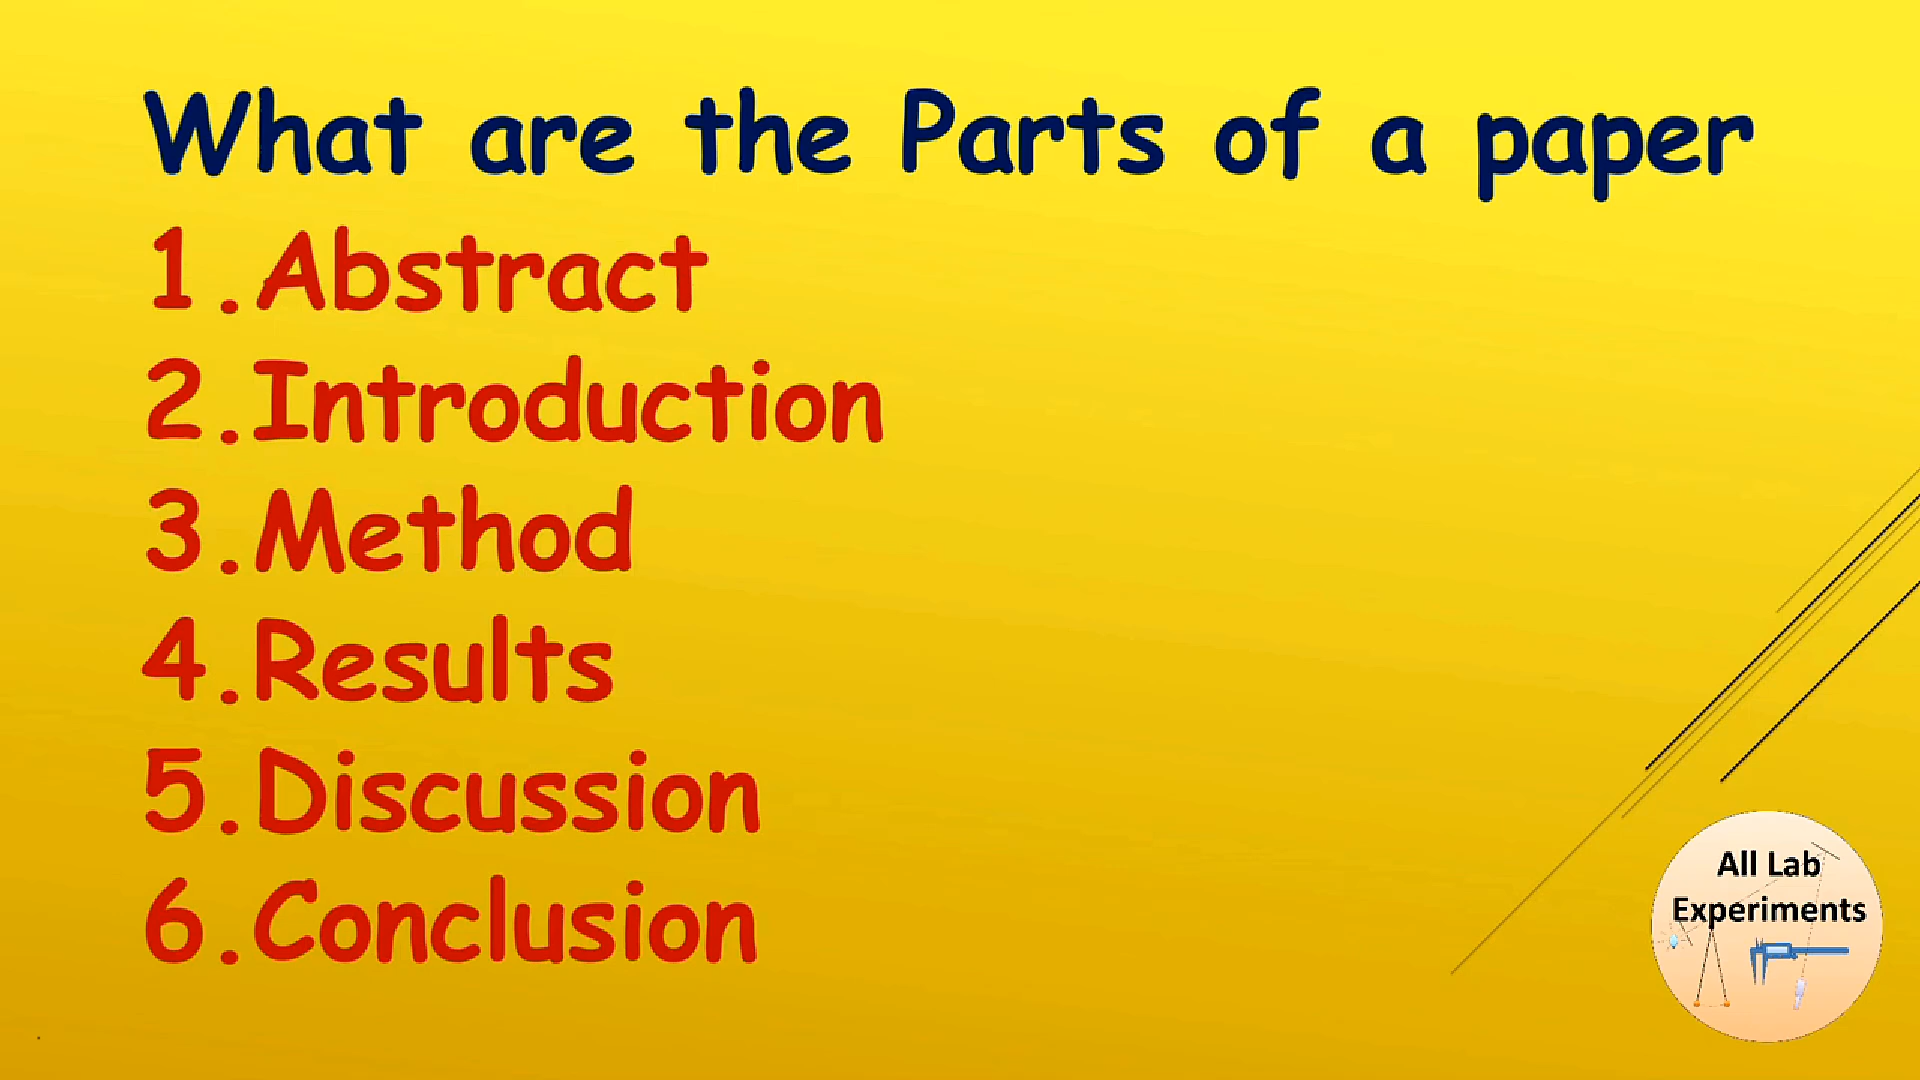 What are the Parts of a paper
1.Abstract
2.Introduction
3.Method
4.Results
5.Discussion
6.Conclusion
All Lab
Experiments